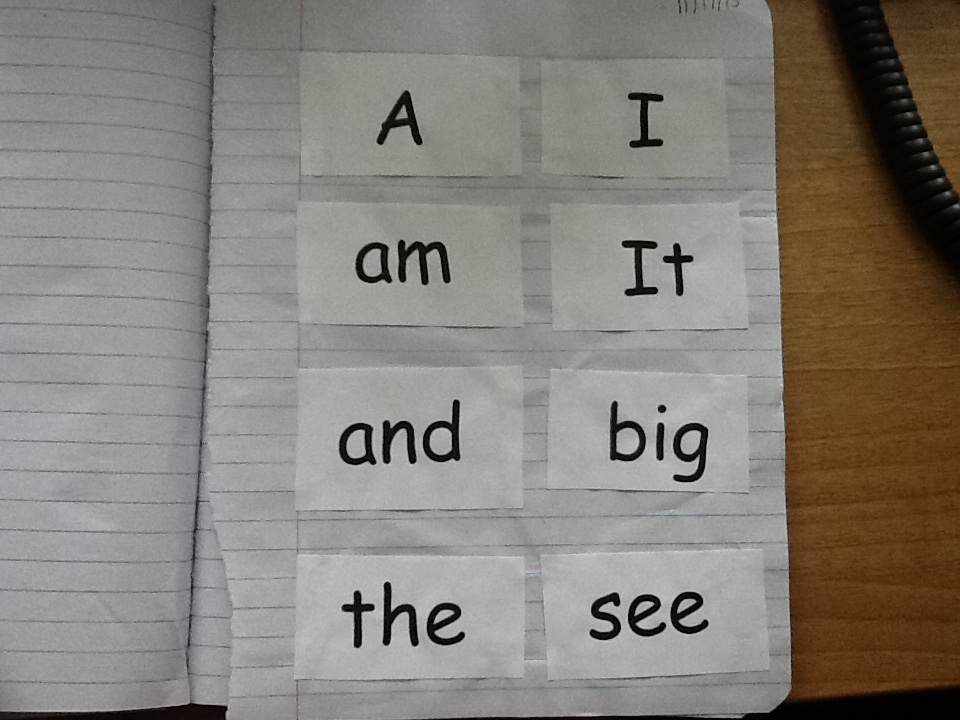 A I
am It
and big
the see